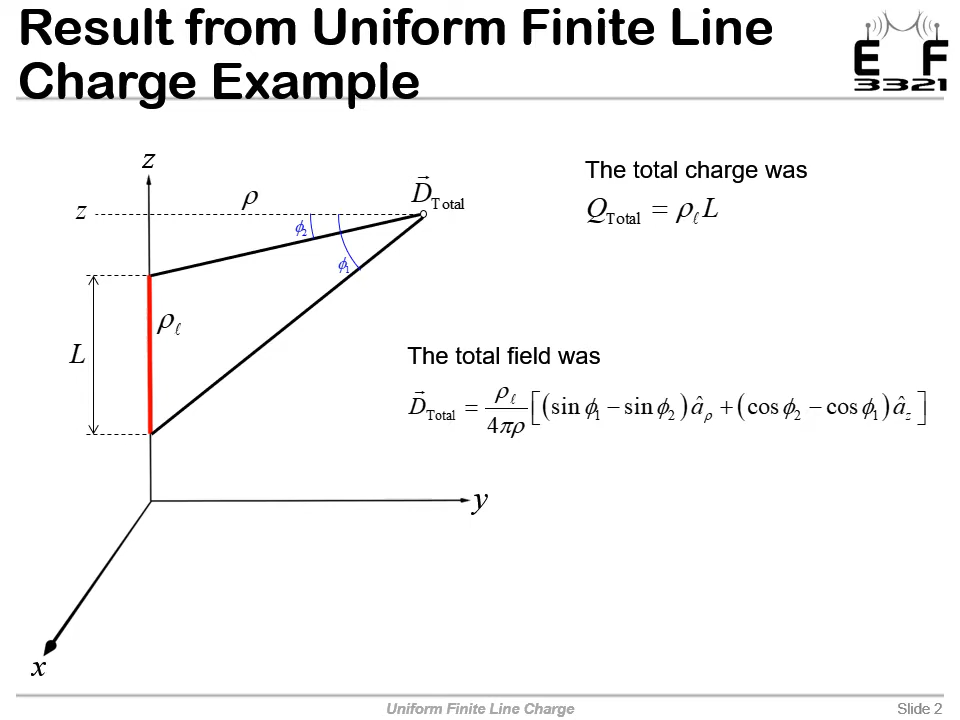 Result from Uniform Finite Line
Charge Example
E F
3321
z
z
ρ
D⃗_Total
ϕ₂
ϕ₁
ρ_ℓ
L
y
x
The total charge was
Q_Total = ρ_ℓ L
The total field was
D⃗_Total = ρ_ℓ / 4πρ [(sin ϕ₁ − sin ϕ₂) â_ρ + (cos ϕ₂ − cos ϕ₁) â_z]
Uniform Finite Line Charge
Slide 2